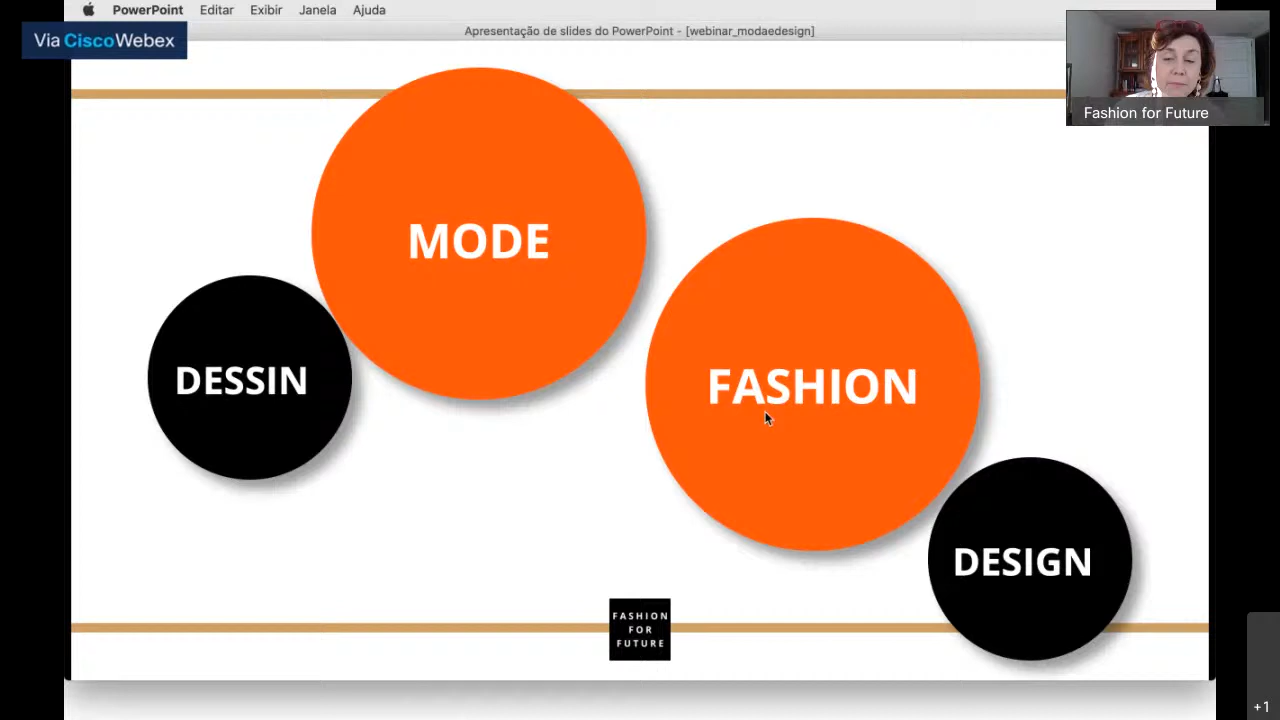 PowerPoint Editar Exibir Janela Ajuda
Via CiscoWebex
Apresentação de slides do PowerPoint - [webinar_modaedesign]
Fashion for Future
MODE
DESSIN
FASHION
DESIGN
FASHION
FOR
FUTURE
+1